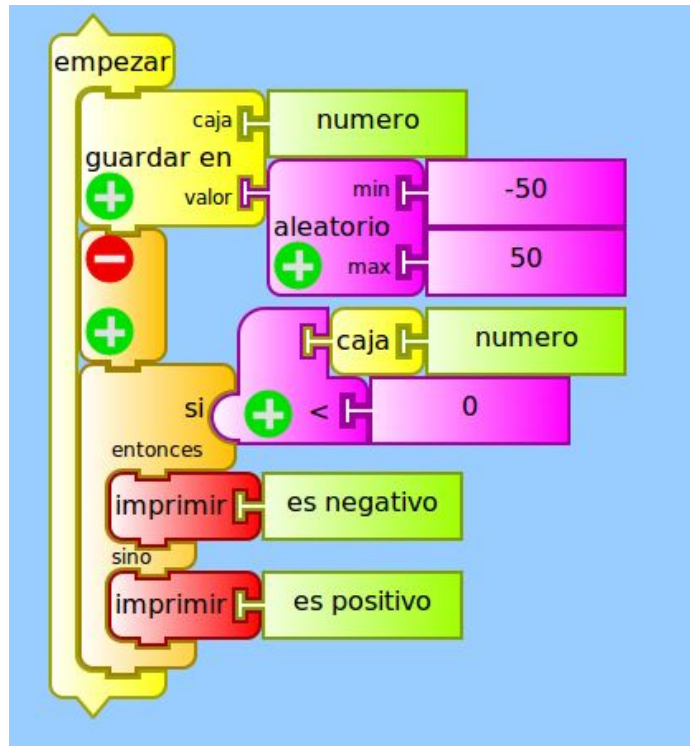 empezar
caja numero
guardar en
valor min -50
aleatorio
max 50
caja numero
si < 0
entonces
imprimir es negativo
sino
imprimir es positivo